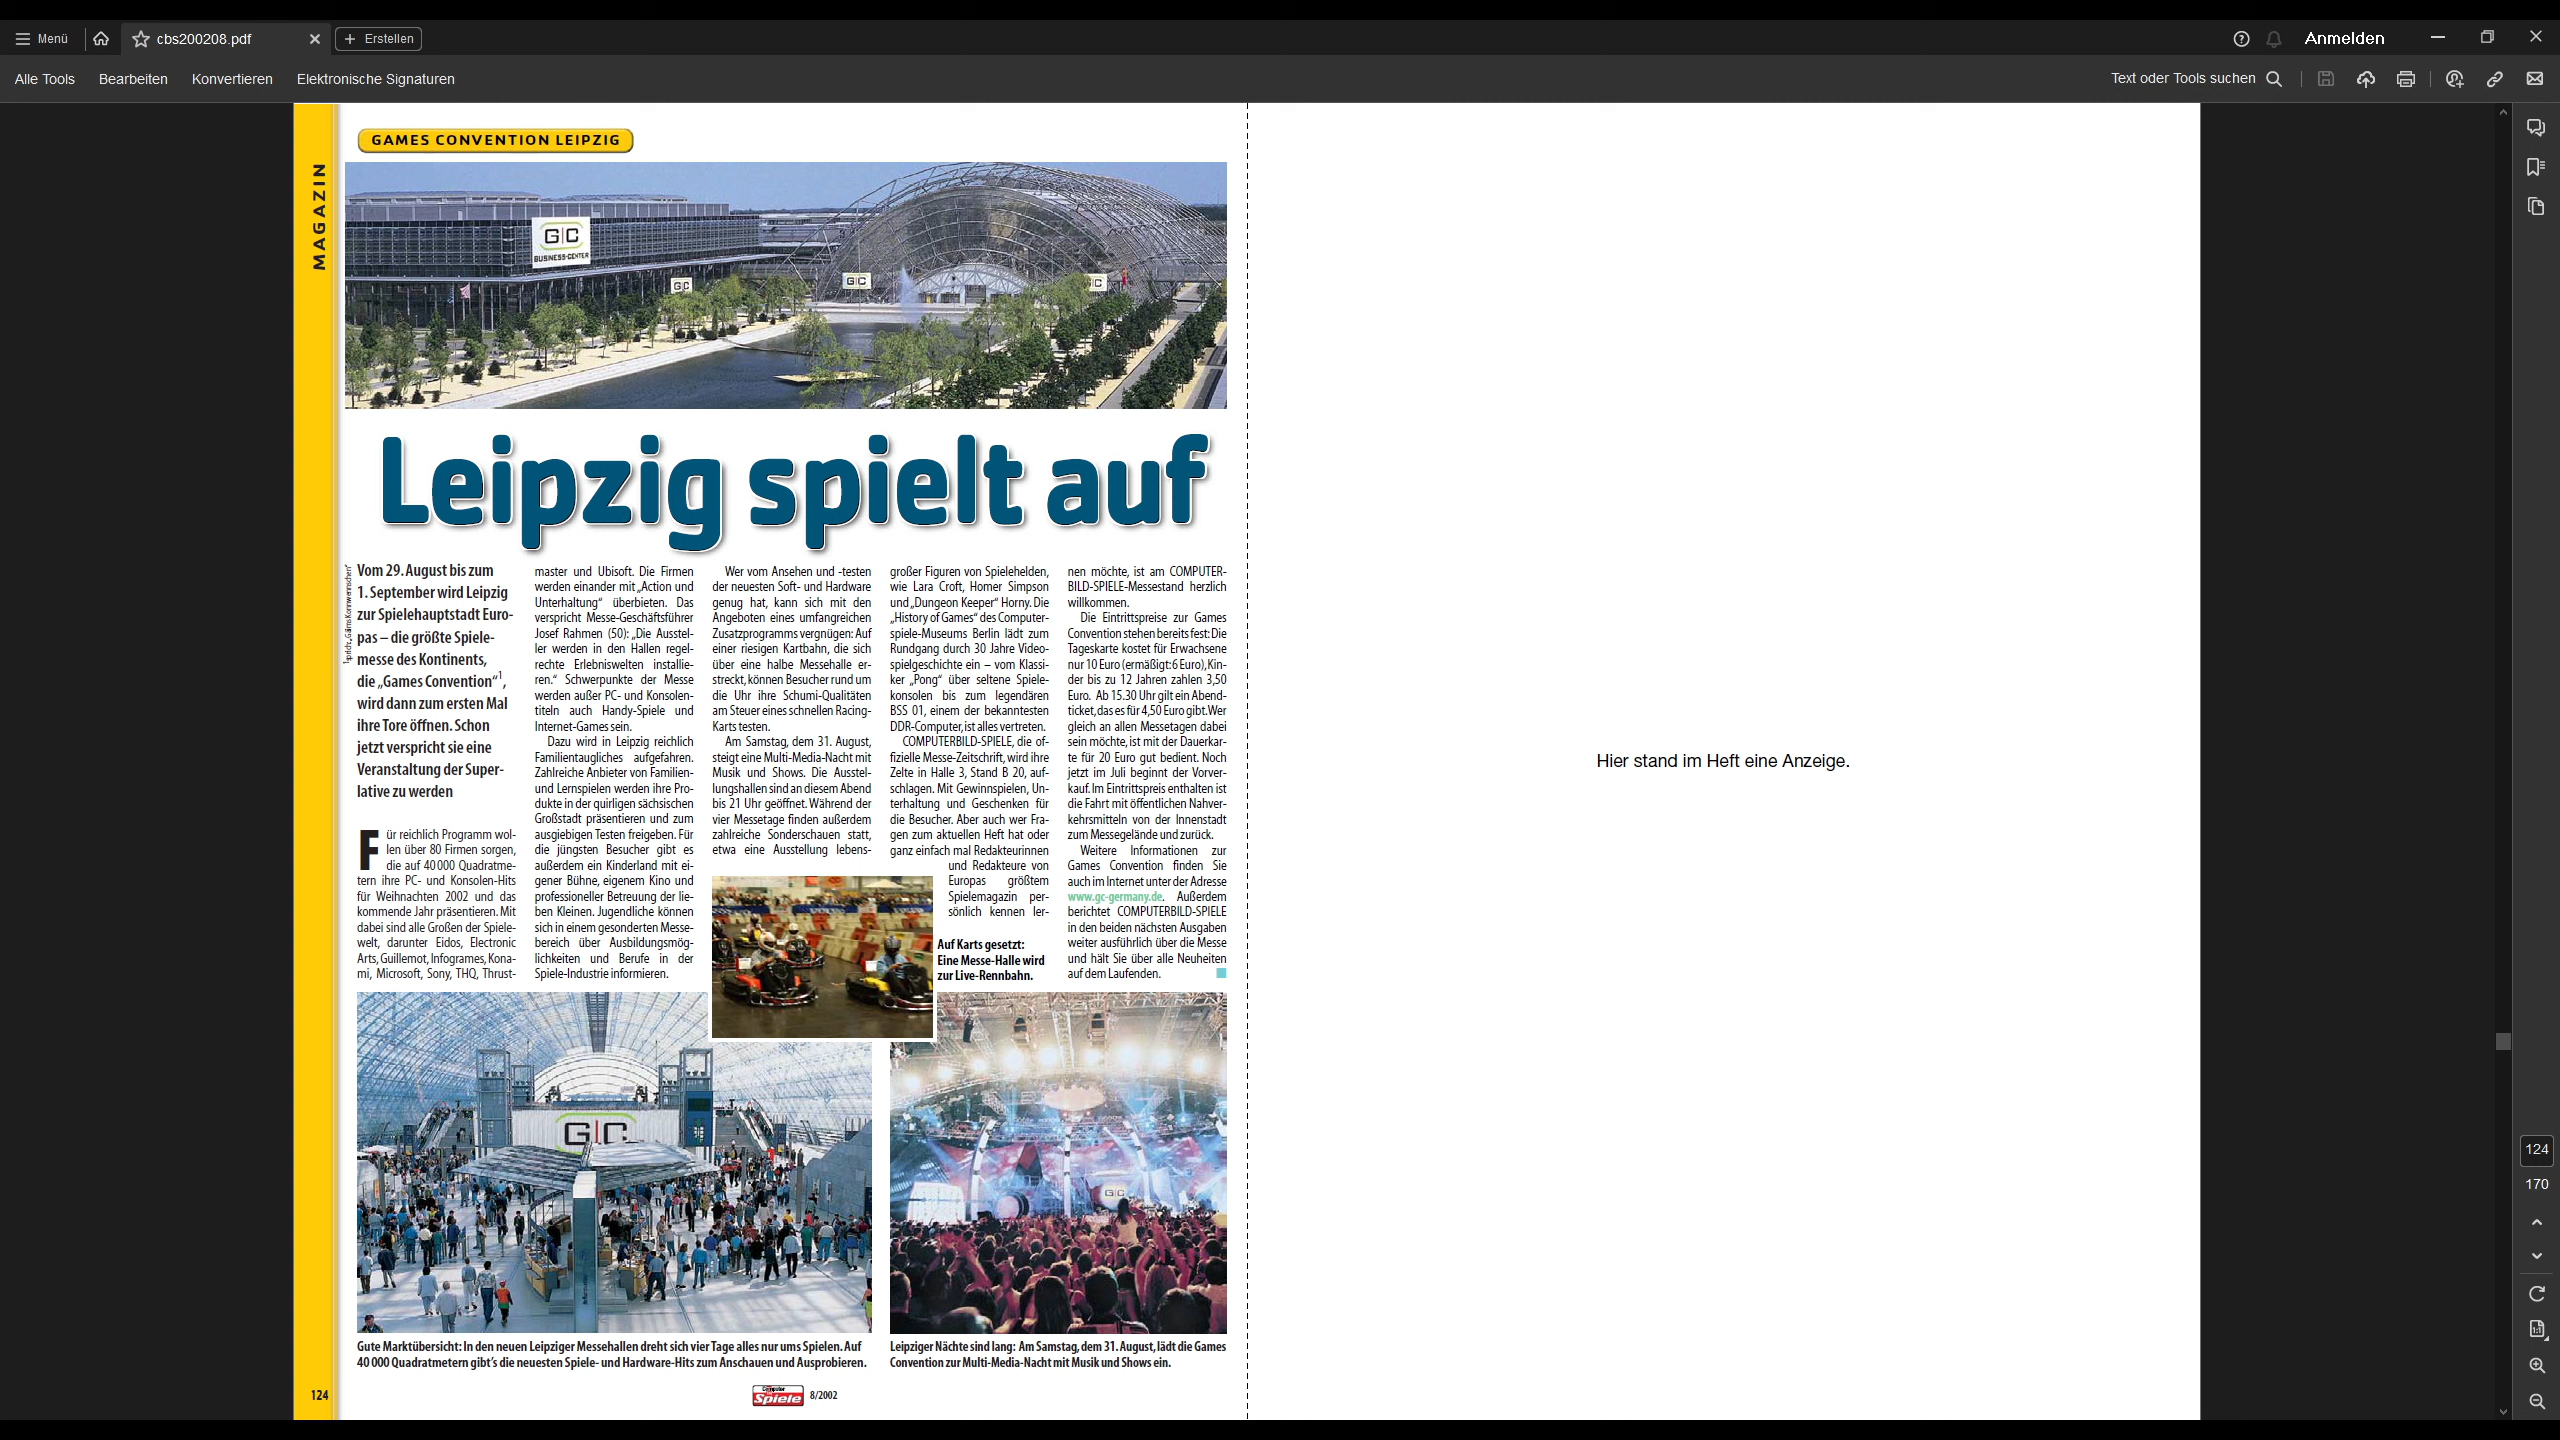 Menü
cbs200208.pdf
Erstellen
Anmelden
Alle Tools
Bearbeiten
Konvertieren
Elektronische Signaturen
Text oder Tools suchen
MAGAZIN
GAMES CONVENTION LEIPZIG
G|C
BUSINESS-CENTER
G|C
G|C
Leipzig spielt auf
Vom 29. August bis zum
1. September wird Leipzig
zur Spielehauptstadt Euro-
pas – die größte Spiele-
messe des Kontinents,
die „Games Convention“¹,
wird dann zum ersten Mal
ihre Tore öffnen. Schon
jetzt verspricht sie eine
Veranstaltung der Super-
lative zu werden
Für reichlich Programm wol-
len über 80 Firmen sorgen,
die auf 40 000 Quadratme-
tern ihre PC- und Konsolen-Hits
für Weihnachten 2002 und das
kommende Jahr präsentieren. Mit
dabei sind alle Großen der Spiele-
welt, darunter Eidos, Electronic
Arts, Guillemot, Infogrames, Kona-
mi, Microsoft, Sony, THQ, Thrust-
master und Ubisoft. Die Firmen
werden einander mit „Action und
Unterhaltung“ überbieten. Das
verspricht Messe-Geschäftsführer
Josef Rahmen (50): „Die Ausstel-
ler werden in den Hallen regel-
rechte Erlebniswelten installie-
ren.“ Schwerpunkte der Messe
werden außer PC- und Konsolen-
titeln auch Handy-Spiele und
Internet-Games sein.
Dazu wird in Leipzig reichlich
Familientaugliches aufgefahren.
Zahlreiche Anbieter von Familien-
und Lernspielen werden ihre Pro-
dukte in der quirligen sächsischen
Großstadt präsentieren und zum
ausgiebigen Testen freigeben. Für
die jüngsten Besucher gibt es
außerdem ein Kinderland mit ei-
gener Bühne, eigenem Kino und
professioneller Betreuung der lie-
ben Kleinen. Jugendliche können
sich in einem gesonderten Messe-
bereich über Ausbildungsmög-
lichkeiten und Berufe in der
Spiele-Industrie informieren.
Wer vom Ansehen und -testen
der neuesten Soft- und Hardware
genug hat, kann sich mit den
Angeboten eines umfangreichen
Zusatzprogramms vergnügen: Auf
einer riesigen Kartbahn, die sich
über eine halbe Messehalle er-
streckt, können Besucher rund um
die Uhr ihre Schumi-Qualitäten
am Steuer eines schnellen Racing-
Karts testen.
Am Samstag, dem 31. August,
steigt eine Multi-Media-Nacht mit
Musik und Shows. Die Ausstel-
lungshallen sind an diesem Abend
bis 21 Uhr geöffnet. Während der
vier Messetage finden außerdem
zahlreiche Sonderschauen statt,
etwa eine Ausstellung lebens-
großer Figuren von Spielehelden,
wie Lara Croft, Homer Simpson
und „Dungeon Keeper“ Horny. Die
„History of Games“ des Computer-
spiele-Museums Berlin lädt zum
Rundgang durch 30 Jahre Video-
spielgeschichte ein – vom Klassi-
ker „Pong“ über seltene Spiele-
konsolen bis zum legendären
BSS 01, einem der bekanntesten
DDR-Computer, ist alles vertreten.
COMPUTERBILD-SPIELE, die of-
fizielle Messe-Zeitschrift, wird ihre
Zelte in Halle 3, Stand B 20, auf-
schlagen. Mit Gewinnspielen, Un-
terhaltung und Geschenken für
die Besucher. Aber auch wer Fra-
gen zum aktuellen Heft hat oder
ganz einfach mal Redakteurinnen
und Redakteure von
Europas größtem
Spielemagazin per-
sönlich kennen ler-
nen möchte, ist am COMPUTER-
BILD-SPIELE-Messestand herzlich
willkommen.
Die Eintrittspreise zur Games
Convention stehen bereits fest: Die
Tageskarte kostet für Erwachsene
nur 10 Euro (ermäßigt: 6 Euro), Kin-
der bis zu 12 Jahren zahlen 3,50
Euro. Ab 15.30 Uhr gilt ein Abend-
ticket, das es für 4,50 Euro gibt. Wer
gleich an allen Messetagen dabei
sein möchte, ist mit der Dauerkar-
te für 20 Euro gut bedient. Noch
jetzt im Juli beginnt der Vorver-
kauf. Im Eintrittspreis enthalten ist
die Fahrt mit öffentlichen Nahver-
kehrsmitteln von der Innenstadt
zum Messegelände und zurück.
Weitere Informationen zur
Games Convention finden Sie
auch im Internet unter der Adresse
www.gc-germany.de. Außerdem
berichtet COMPUTERBILD-SPIELE
in den beiden nächsten Ausgaben
weiter ausführlich über die Messe
und hält Sie über alle Neuheiten
auf dem Laufenden.
Auf Karts gesetzt:
Eine Messe-Halle wird
zur Live-Rennbahn.
G|C
G|C
Gute Marktübersicht: In den neuen Leipziger Messehallen dreht sich vier Tage alles nur ums Spielen. Auf
40 000 Quadratmetern gibt's die neuesten Spiele- und Hardware-Hits zum Anschauen und Ausprobieren.
Leipziger Nächte sind lang: Am Samstag, dem 31. August, lädt die Games
Convention zur Multi-Media-Nacht mit Musik und Shows ein.
124
Computer
Spiele
8/2002
Hier stand im Heft eine Anzeige.
124
170